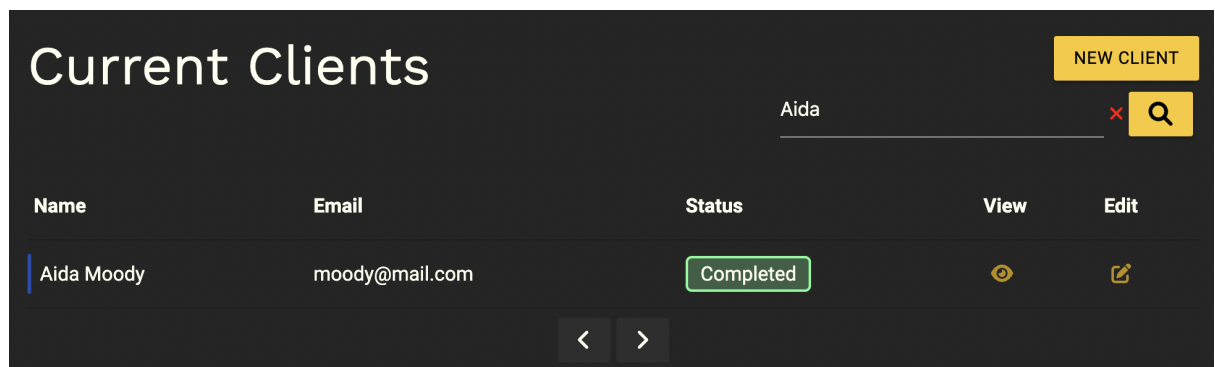 Current Clients
NEW CLIENT
Aida
Name Email Status View Edit
Aida Moody moody@mail.com Completed